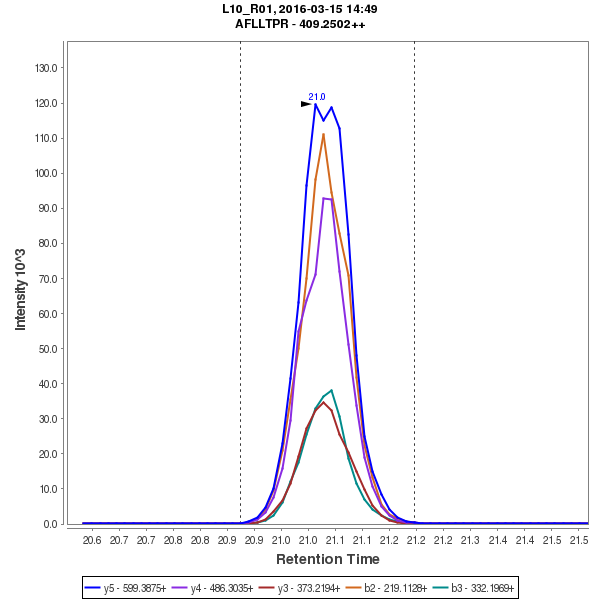 L10_R01, 2016-03-15 14:49
AFLLTPR - 409.2502++
Intensity 10^3
130.0
120.0
110.0
100.0
90.0
80.0
70.0
60.0
50.0
40.0
30.0
20.0
10.0
0.0
21.0
20.6 20.7 20.7 20.8 20.8 20.9 20.9 21.0 21.0 21.1 21.1 21.2 21.2 21.3 21.3 21.4 21.4 21.5 21.5
Retention Time
y5 - 599.3875+ y4 - 486.3035+ y3 - 373.2194+ b2 - 219.1128+ b3 - 332.1969+